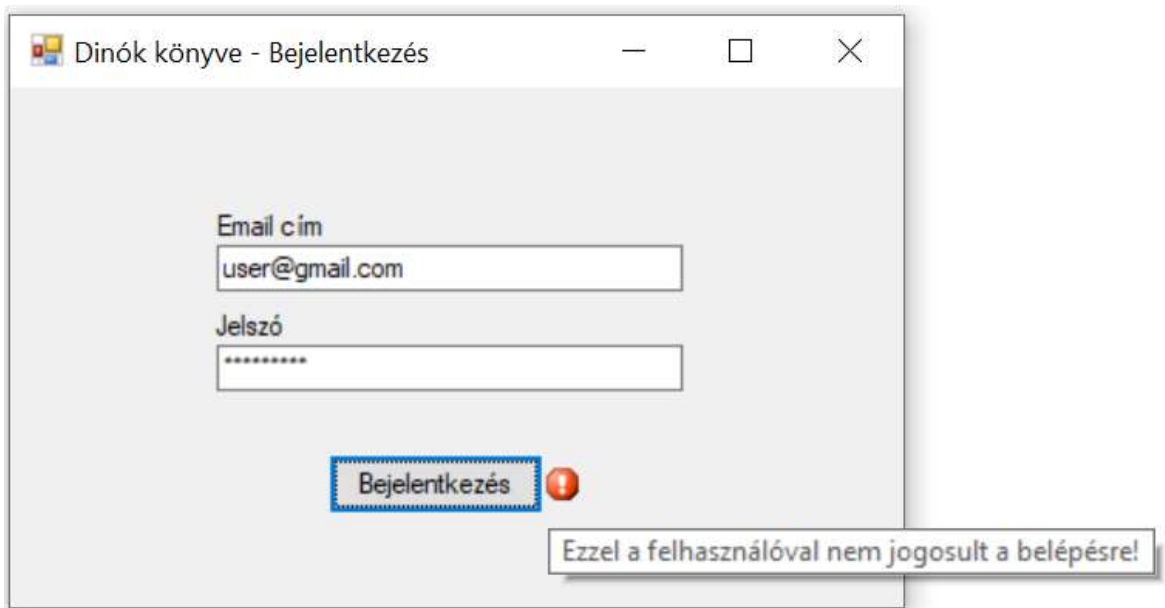 Dinók könyve - Bejelentkezés
Email cím
user@gmail.com
Jelszó
*********
Bejelentkezés
Ezzel a felhasználóval nem jogosult a belépésre!